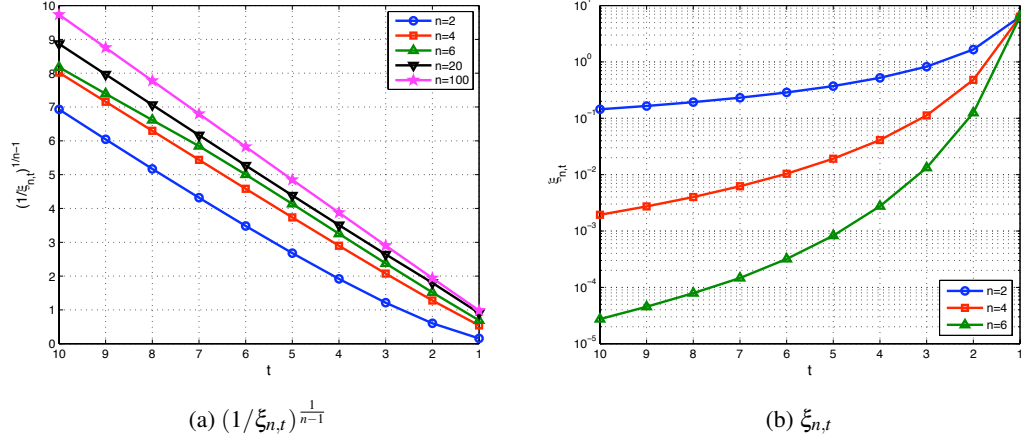 10
9
8
7
6
5
4
3
2
1
0
(1/ξn,t)^1/n−1
10 9 8 7 6 5 4 3 2 1
t
n=2
n=4
n=6
n=20
n=100
(a) (1/ξn,t)^1/n−1
10^0
10^−1
10^−2
10^−3
10^−4
10^−5
ξn,t
10 9 8 7 6 5 4 3 2 1
t
n=2
n=4
n=6
(b) ξn,t